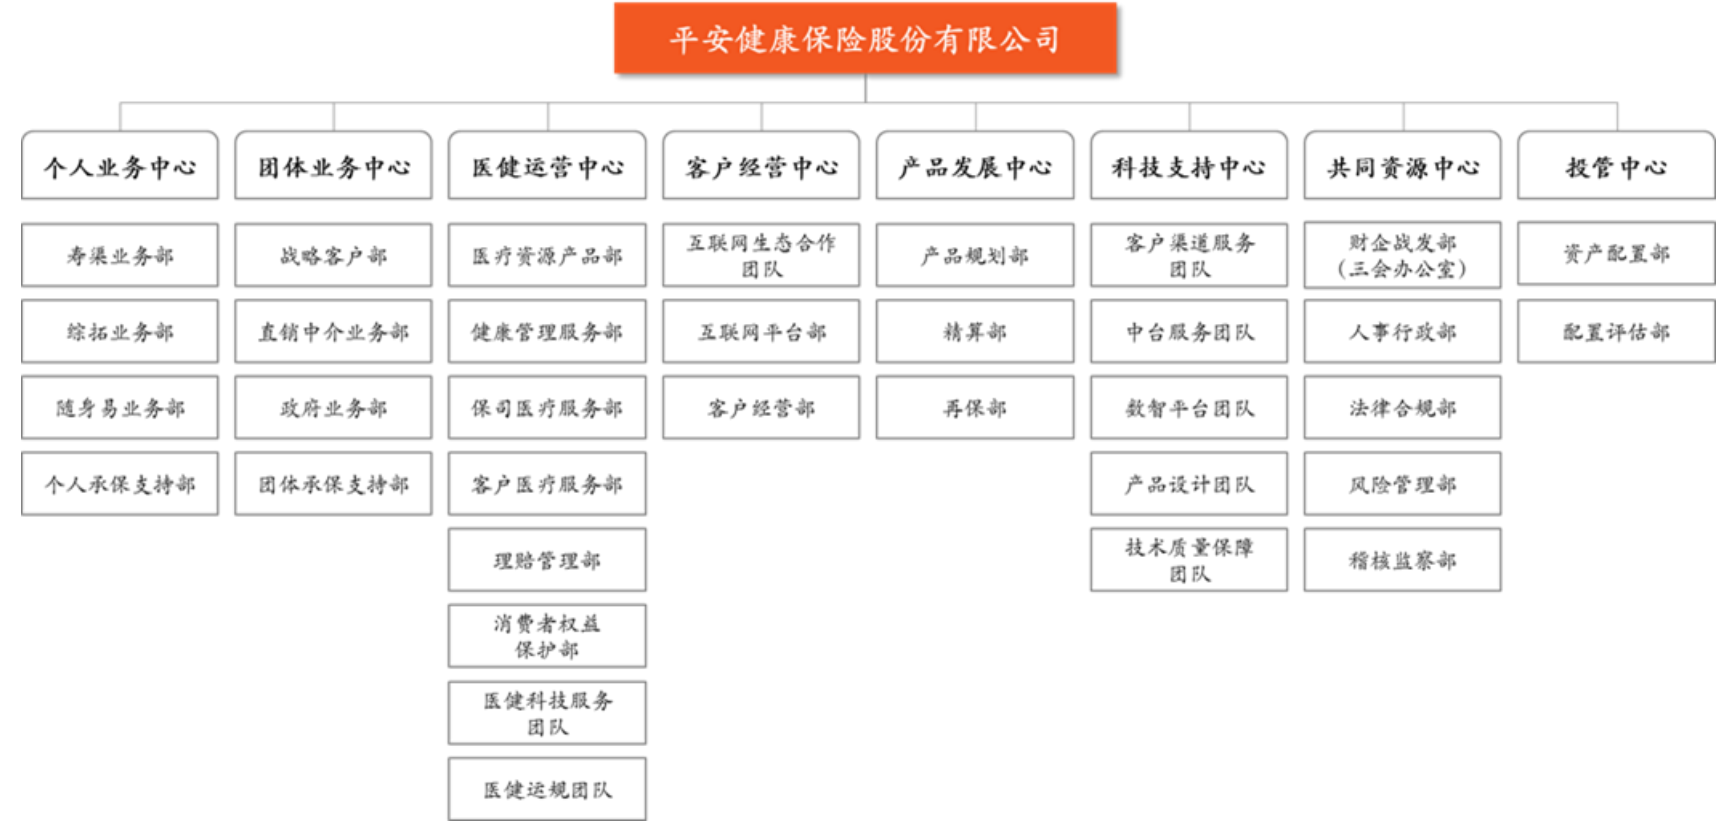 平安健康保险股份有限公司
个人业务中心
团体业务中心
医健运营中心
客户经营中心
产品发展中心
科技支持中心
共同资源中心
投管中心
寿渠业务部
战略客户部
医疗资源产品部
互联网生态合作
团队
产品规划部
客户渠道服务
团队
财企战发部
（三会办公室）
资产配置部
综拓业务部
直销中介业务部
健康管理服务部
互联网平台部
精算部
中台服务团队
人事行政部
配置评估部
随身易业务部
政府业务部
保司医疗服务部
客户经营部
再保部
数智平台团队
法律合规部
个人承保支持部
团体承保支持部
客户医疗服务部
产品设计团队
风险管理部
理赔管理部
技术质量保障
团队
稽核监察部
消费者权益
保护部
医健科技服务
团队
医健运规团队